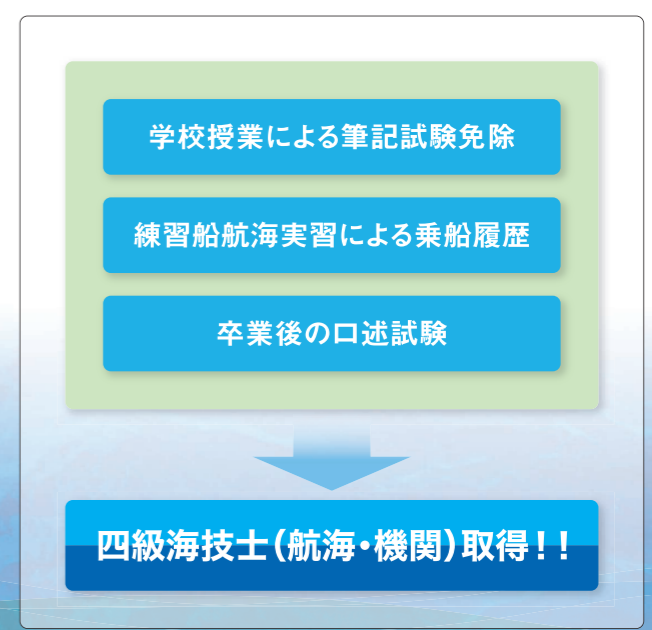 学校授業による筆記試験免除
練習船航海実習による乗船履歴
卒業後の口述試験
四級海技士(航海・機関)取得!!